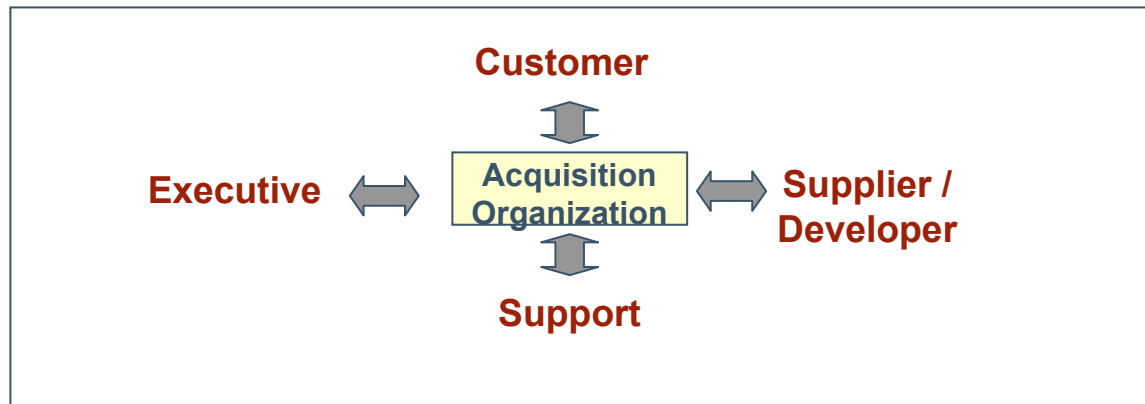 Customer
Executive
Acquisition
Organization
Supplier /
Developer
Support